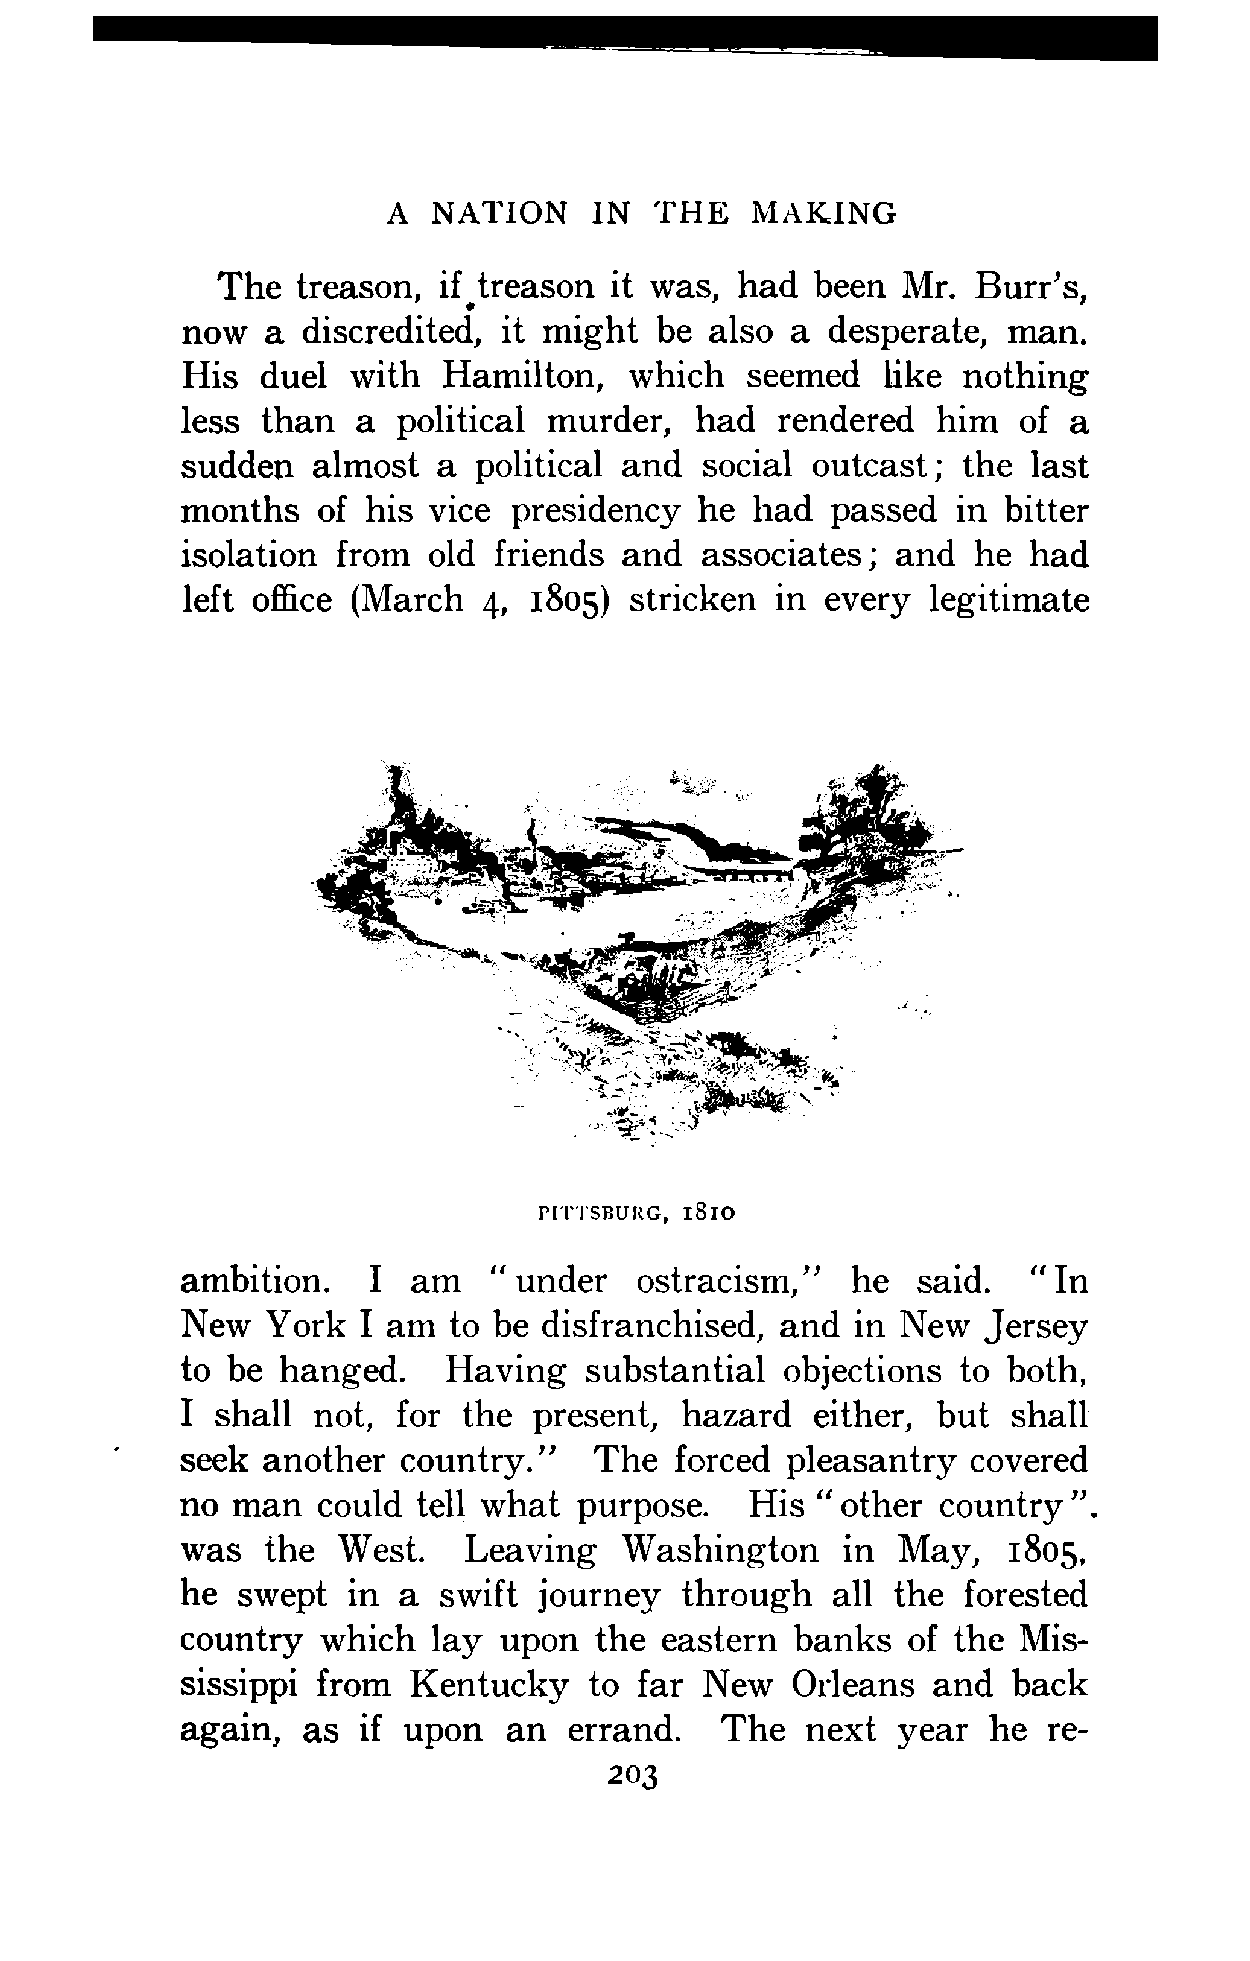 A NATION IN THE MAKING
The treason, if treason it was, had been Mr. Burr's,
now a discredited, it might be also a desperate, man.
His duel with Hamilton, which seemed like nothing
less than a political murder, had rendered him of a
sudden almost a political and social outcast; the last
months of his vice presidency he had passed in bitter
isolation from old friends and associates; and he had
left office (March 4, 1805) stricken in every legitimate
PITTSBURG, 1810
ambition. I am "under ostracism," he said. "In
New York I am to be disfranchised, and in New Jersey
to be hanged. Having substantial objections to both,
I shall not, for the present, hazard either, but shall
seek another country." The forced pleasantry covered
no man could tell what purpose. His "other country".
was the West. Leaving Washington in May, 1805,
he swept in a swift journey through all the forested
country which lay upon the eastern banks of the Mis-
sissippi from Kentucky to far New Orleans and back
again, as if upon an errand. The next year he re-
203